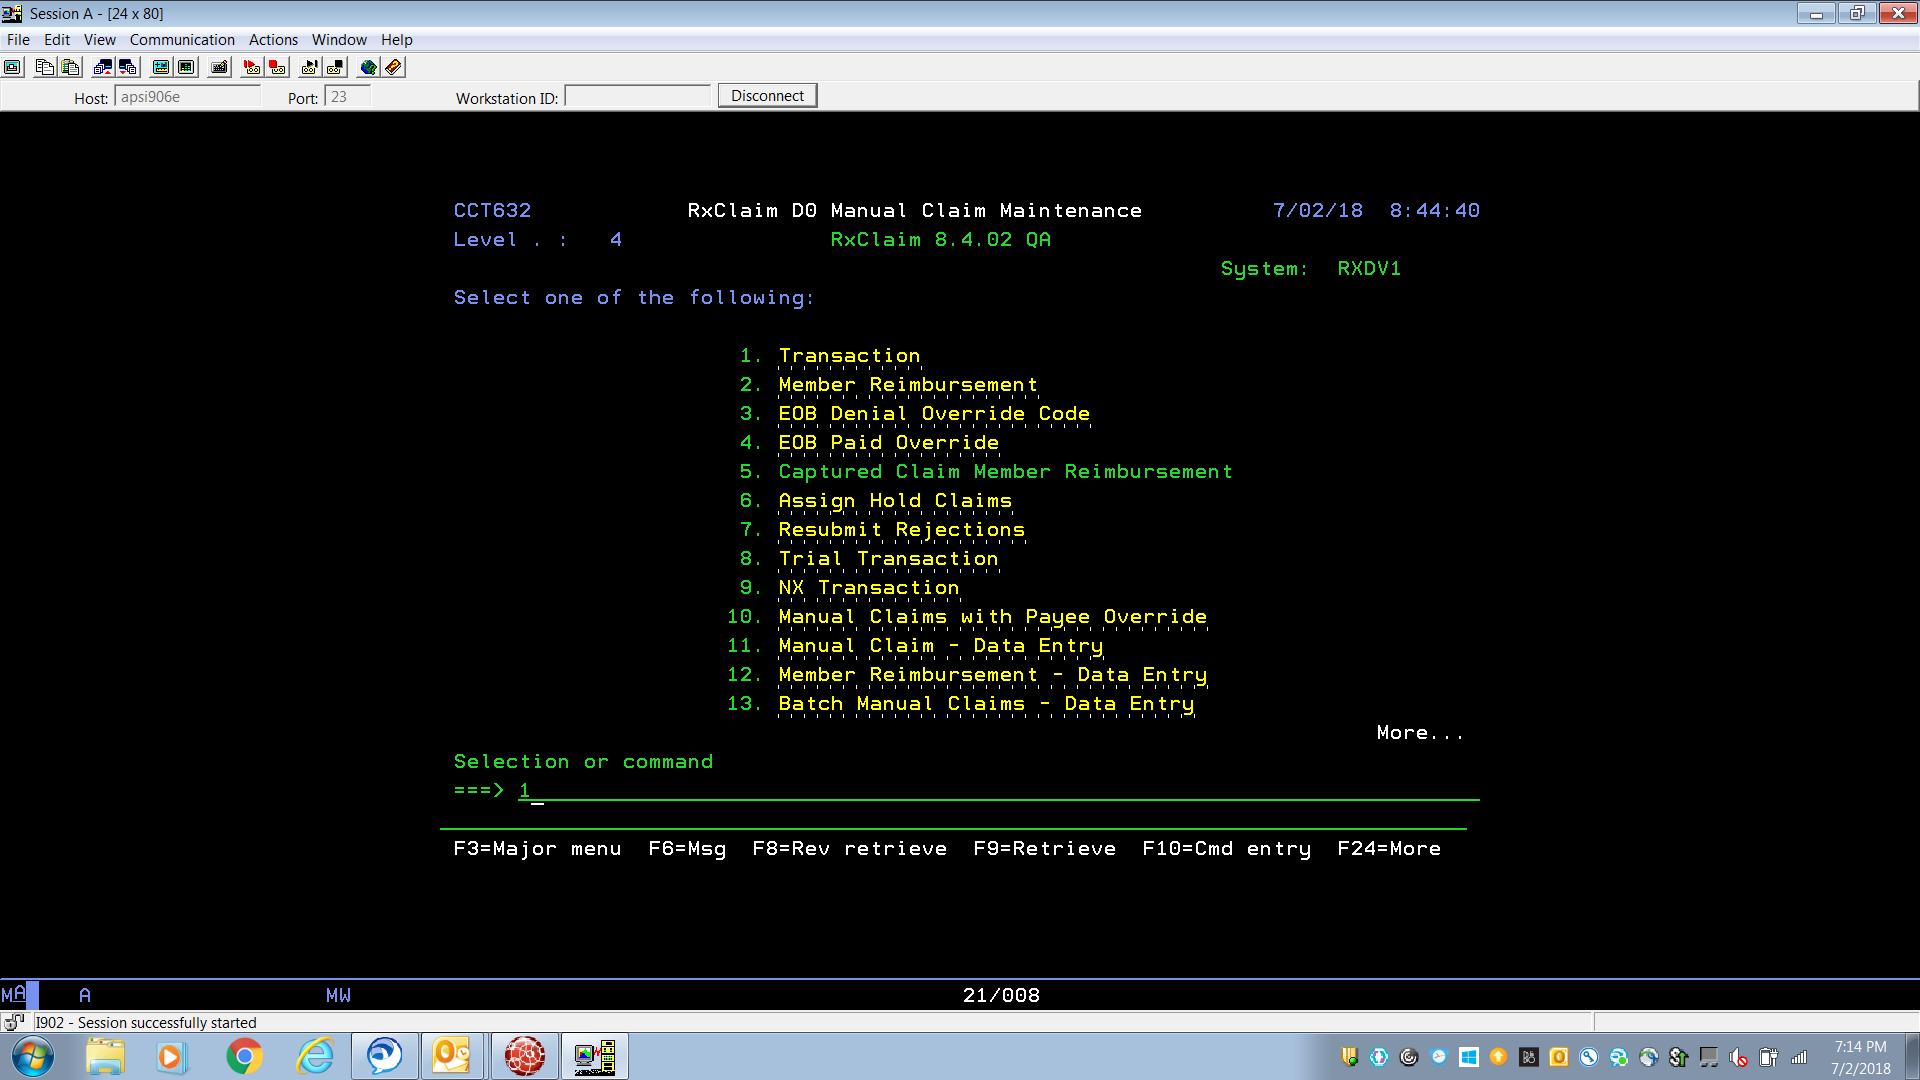 Session A - [24 x 80]
File Edit View Communication Actions Window Help
Host: apsi906e Port: 23 Workstation ID: Disconnect
CCT632 RxClaim D0 Manual Claim Maintenance 7/02/18 8:44:40
Level . : 4 RxClaim 8.4.02 QA
System: RXDV1
Select one of the following:
1. Transaction
2. Member Reimbursement
3. EOB Denial Override Code
4. EOB Paid Override
5. Captured Claim Member Reimbursement
6. Assign Hold Claims
7. Resubmit Rejections
8. Trial Transaction
9. NX Transaction
10. Manual Claims with Payee Override
11. Manual Claim - Data Entry
12. Member Reimbursement - Data Entry
13. Batch Manual Claims - Data Entry
More...
Selection or command
===> 1
F3=Major menu F6=Msg F8=Rev retrieve F9=Retrieve F10=Cmd entry F24=More
MA A MW 21/008
I902 - Session successfully started
7:14 PM
7/2/2018